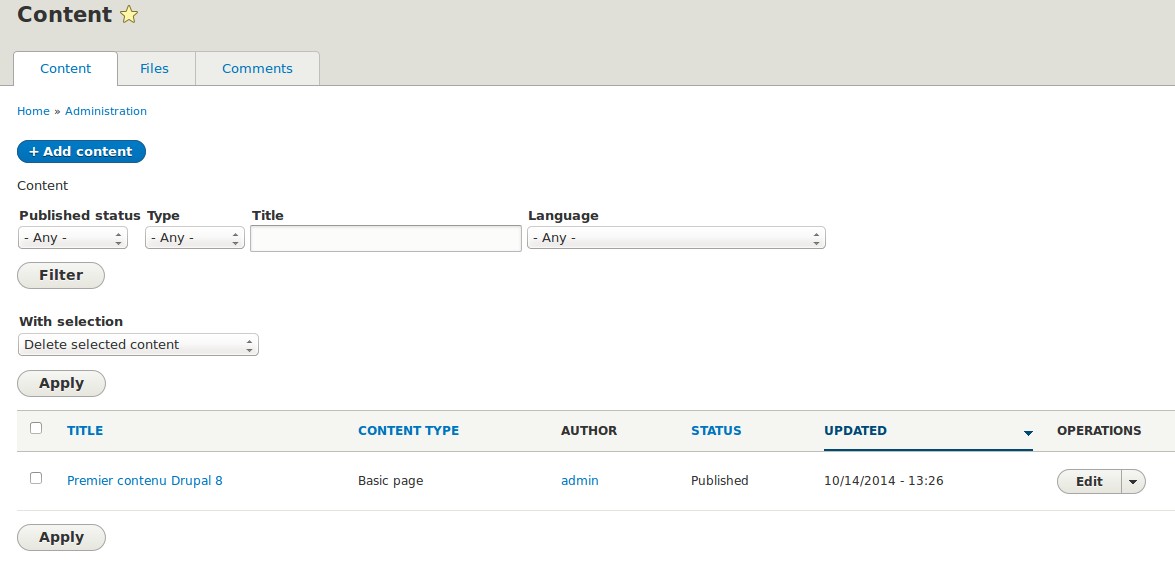 Content
Content Files Comments
Home » Administration
+ Add content
Content
Published status Type Title Language
- Any - - Any - - Any -
Filter
With selection
Delete selected content
Apply
TITLE CONTENT TYPE AUTHOR STATUS UPDATED OPERATIONS
Premier contenu Drupal 8 Basic page admin Published 10/14/2014 - 13:26 Edit
Apply